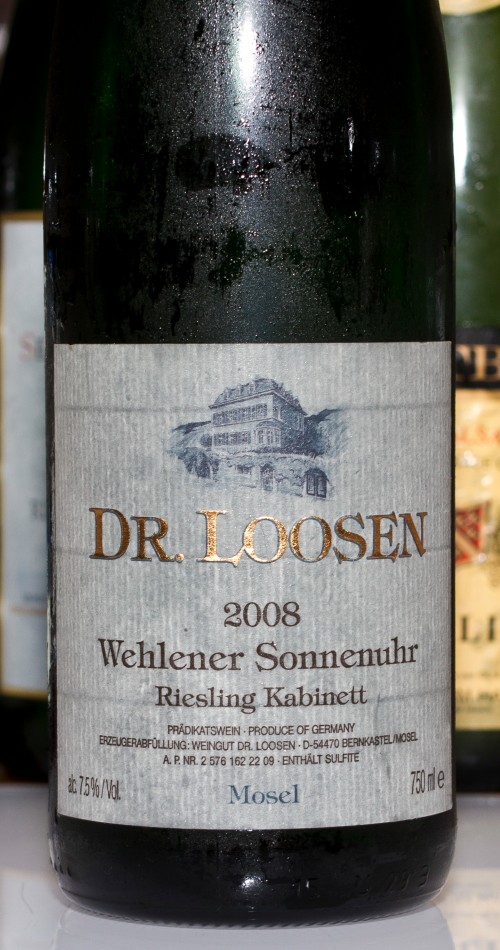 DR. LOOSEN
2008
Wehlener Sonnenuhr
Riesling Kabinett
PRÄDIKATSWEIN · PRODUCE OF GERMANY
ERZEUGERABFÜLLUNG: WEINGUT DR. LOOSEN · D-54470 BERNKASTEL/MOSEL
A. P. NR. 2 576 162 22 09 · ENTHÄLT SULFITE
alc. 7.5% / Vol.
Mosel
750 ml e